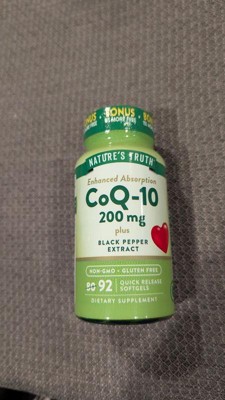 BONUS
NATURE'S TRUTH
Enhanced Absorption
CoQ-10
200 mg
plus
BLACK PEPPER
EXTRACT
NON-GMO • GLUTEN FREE
80 92 QUICK RELEASE
SOFTGELS
DIETARY SUPPLEMENT